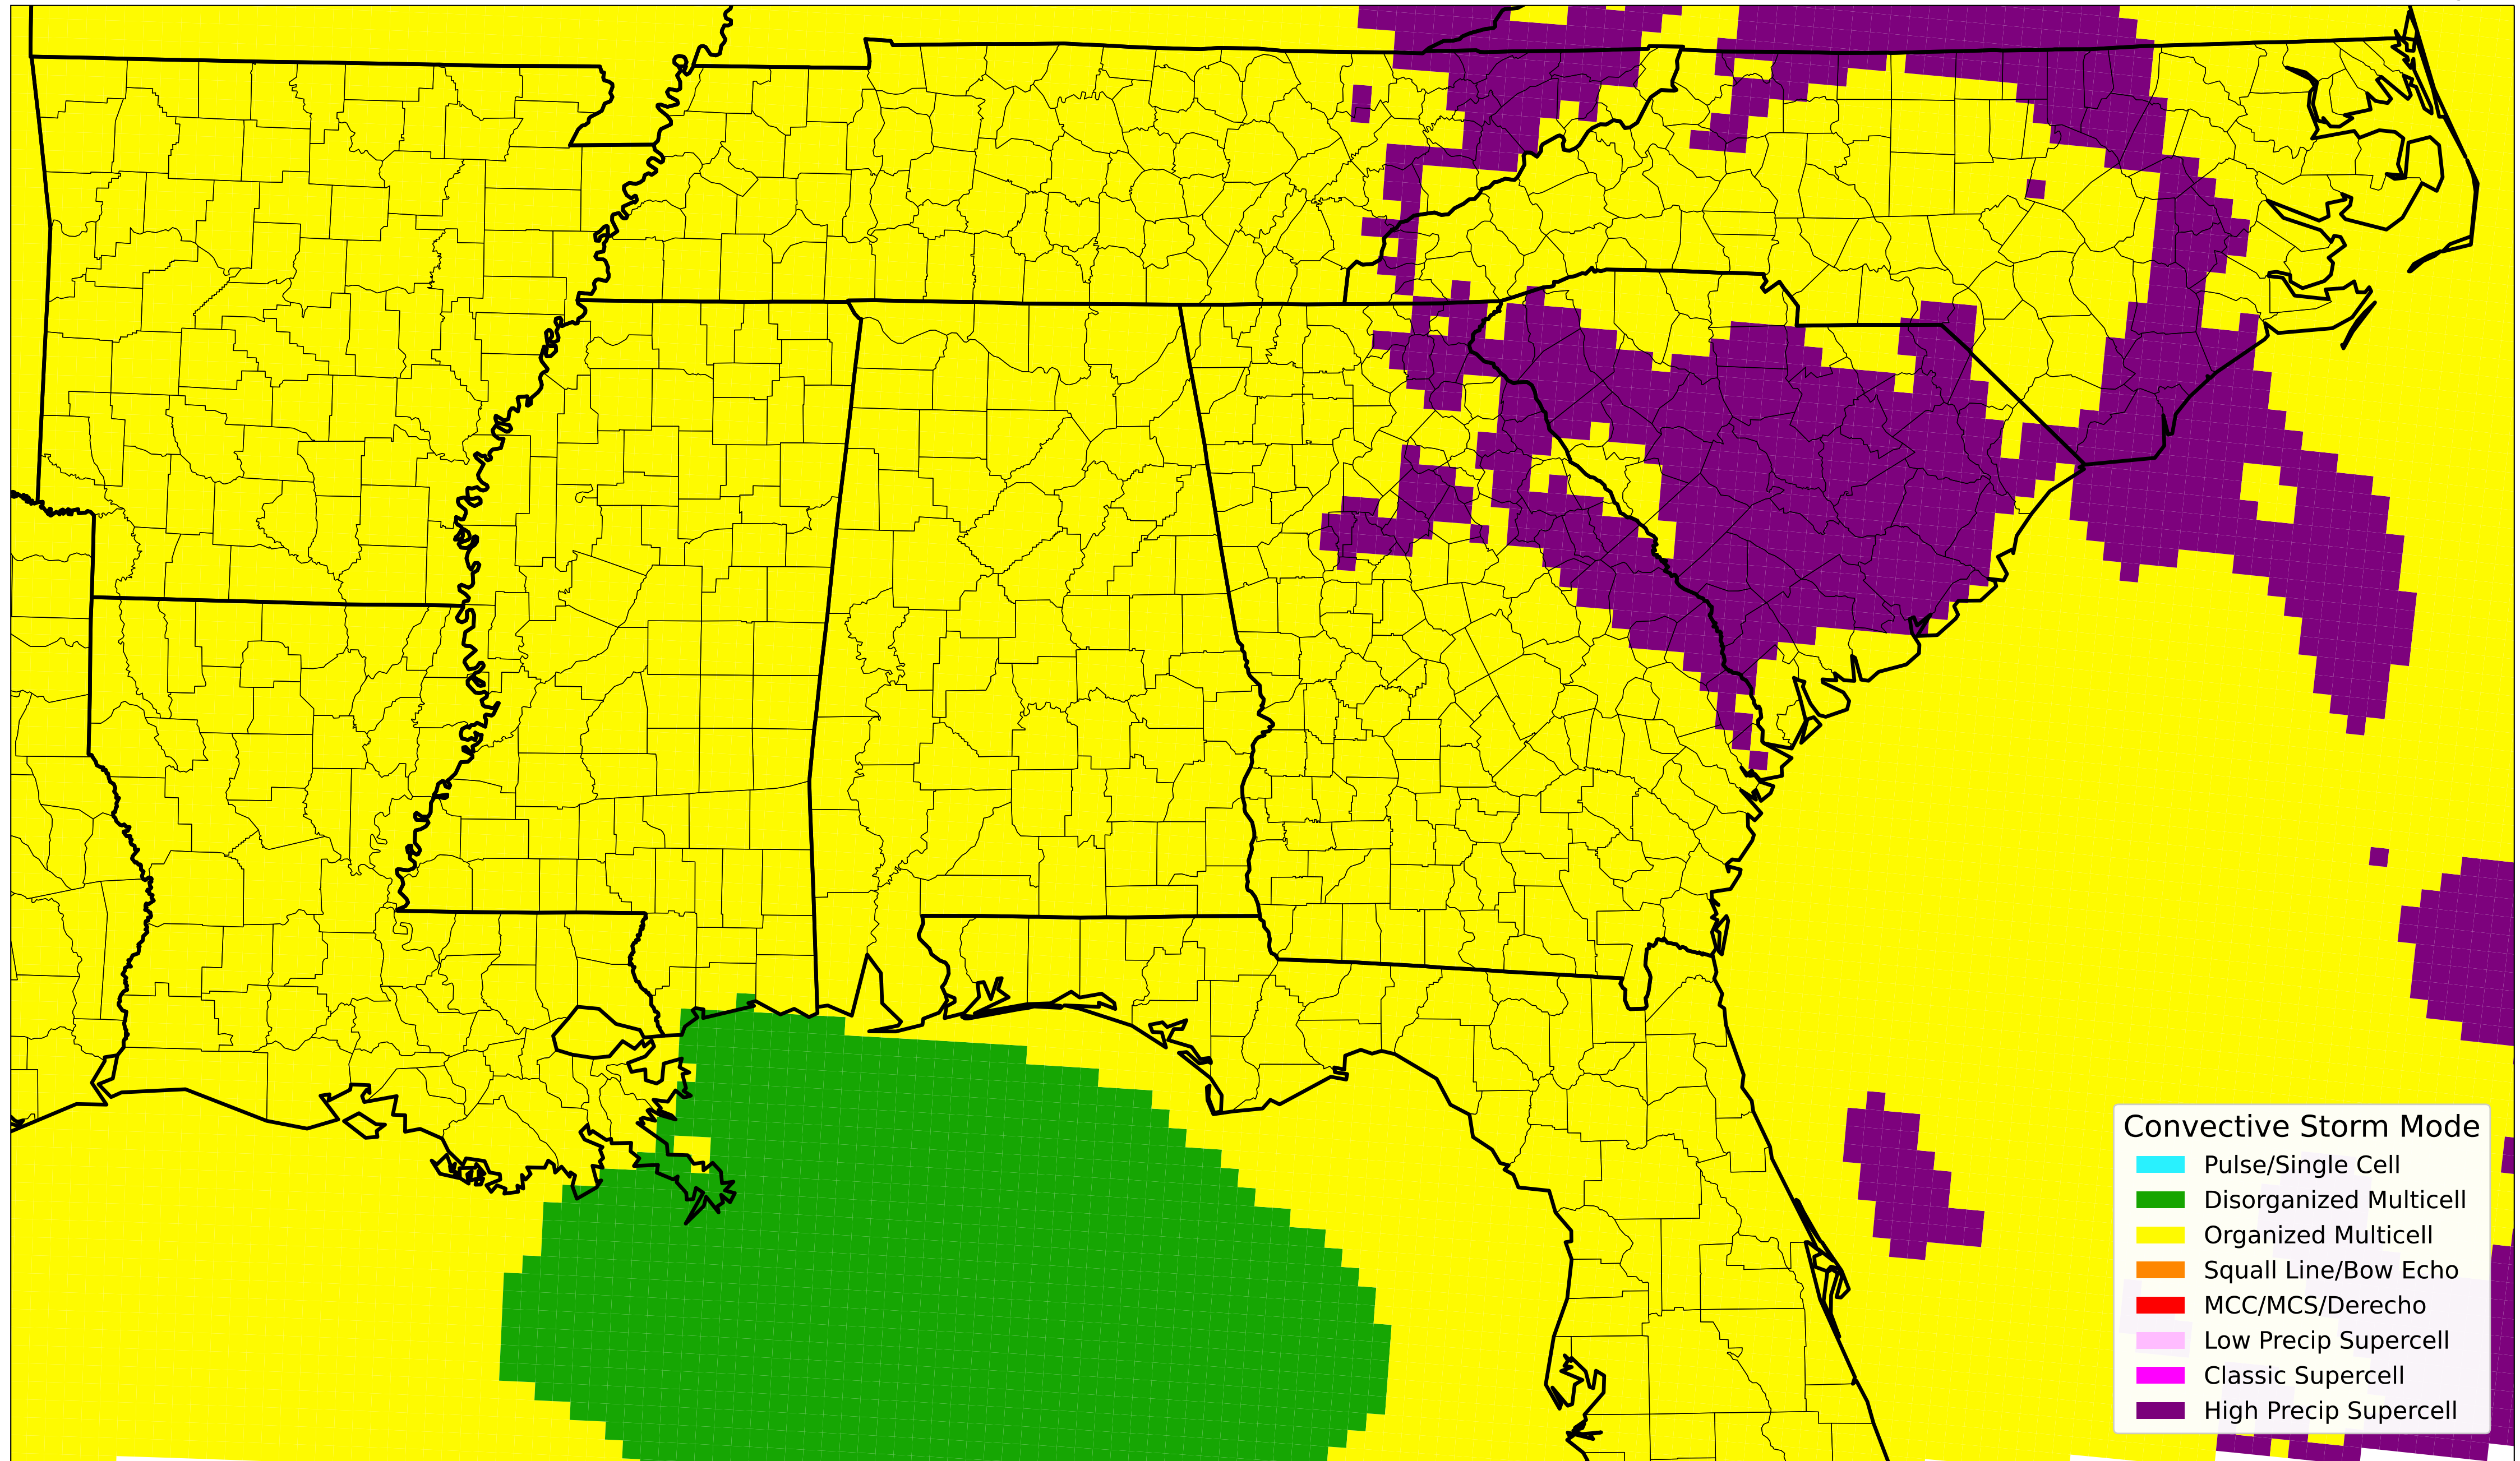 Convective Storm Mode
Pulse/Single Cell
Disorganized Multicell
Organized Multicell
Squall Line/Bow Echo
MCC/MCS/Derecho
Low Precip Supercell
Classic Supercell
High Precip Supercell